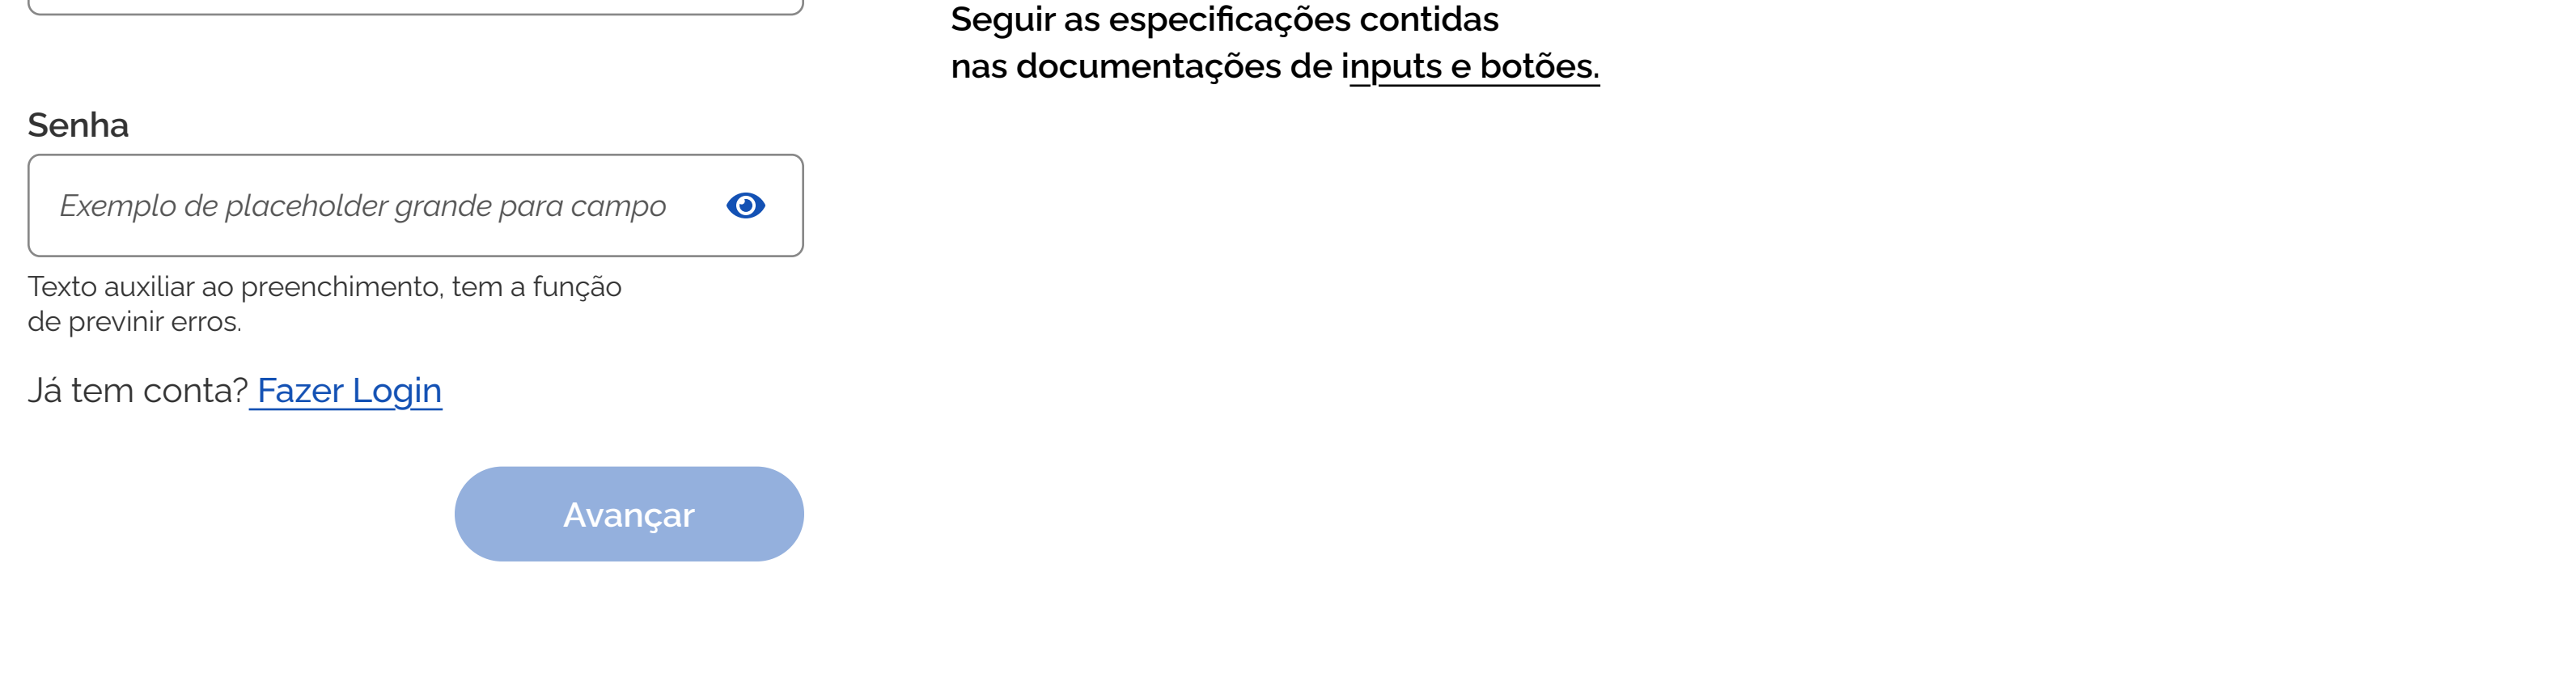 Seguir as especificações contidas
nas documentações de inputs e botões.
Senha
Exemplo de placeholder grande para campo
Texto auxiliar ao preenchimento, tem a função
de previnir erros.
Já tem conta? Fazer Login
Avançar